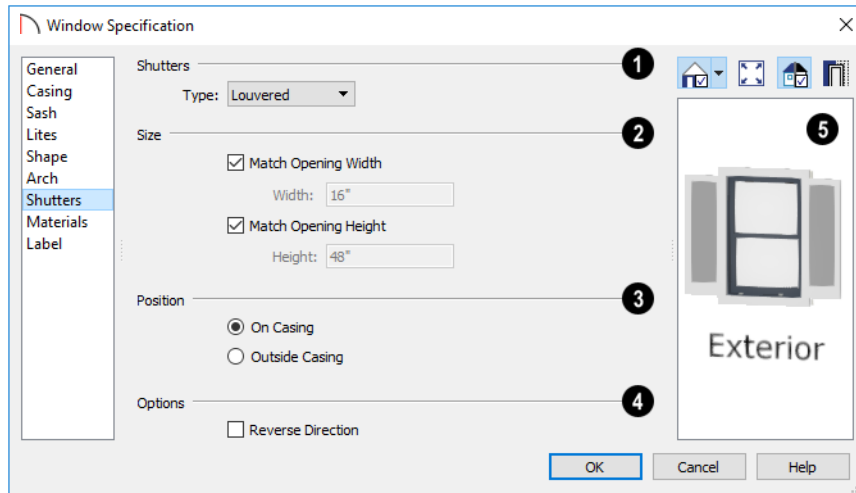 Window Specification
General
Casing
Sash
Lites
Shape
Arch
Shutters
Materials
Label
Shutters
1
Type: Louvered
Size
2
Match Opening Width
Width: 16"
Match Opening Height
Height: 48"
Position
3
On Casing
Outside Casing
Options
4
Reverse Direction
5
Exterior
OK Cancel Help